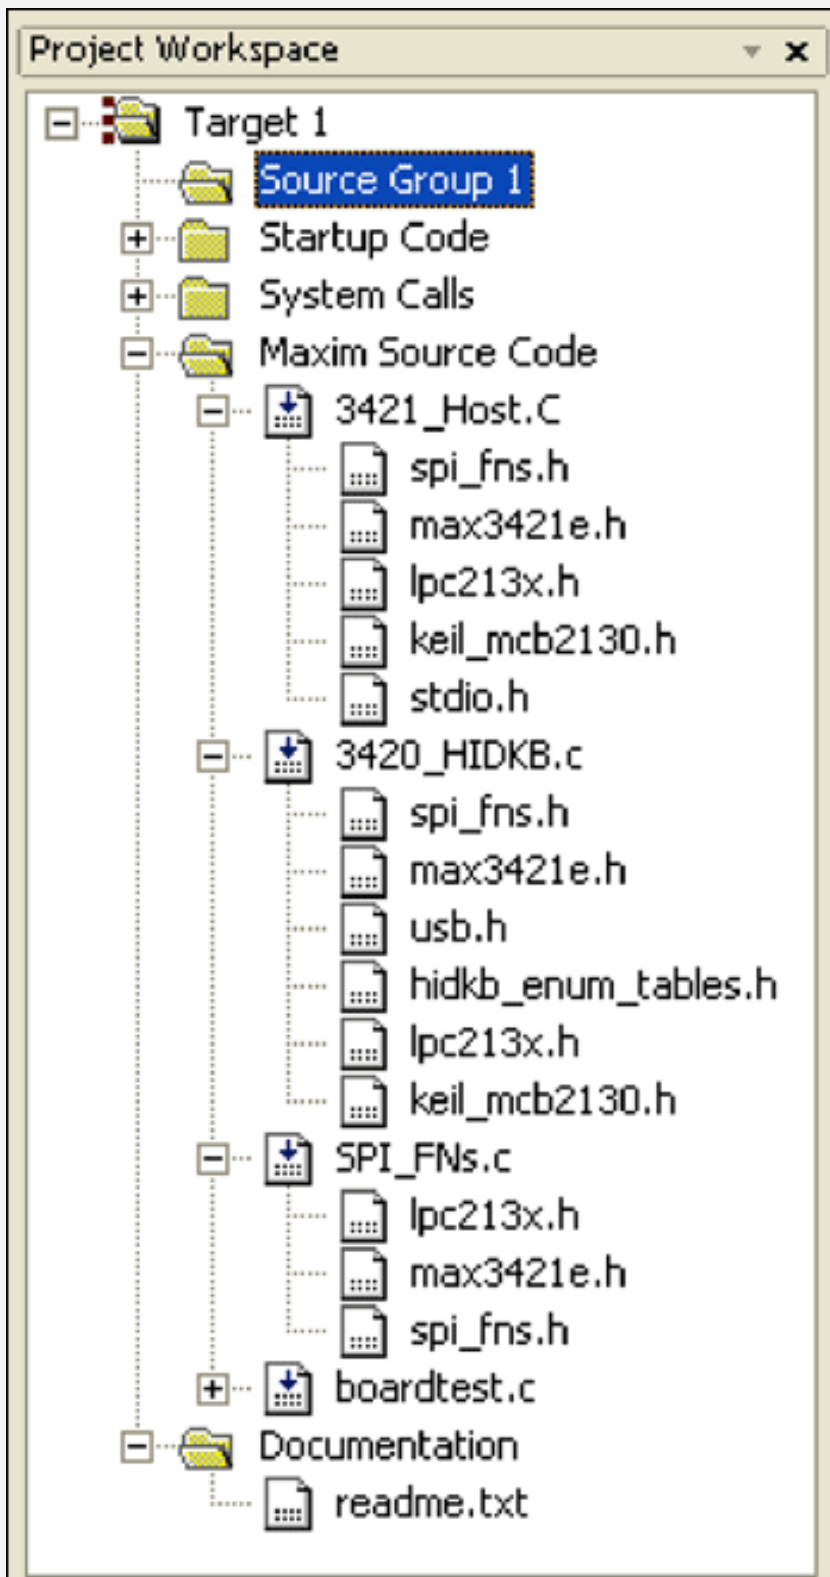 Project Workspace
Target 1
Source Group 1
Startup Code
System Calls
Maxim Source Code
3421_Host.C
spi_fns.h
max3421e.h
lpc213x.h
keil_mcb2130.h
stdio.h
3420_HIDKB.c
spi_fns.h
max3421e.h
usb.h
hidkb_enum_tables.h
lpc213x.h
keil_mcb2130.h
SPI_FNs.c
lpc213x.h
max3421e.h
spi_fns.h
boardtest.c
Documentation
readme.txt